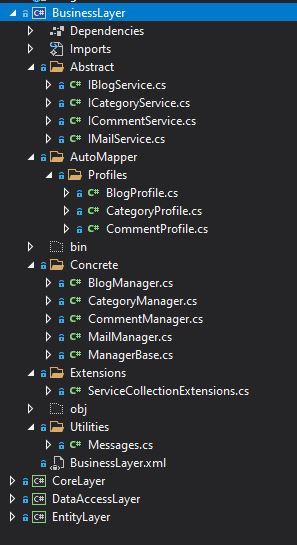 BusinessLayer
Dependencies
Imports
Abstract
C# IBlogService.cs
C# ICategoryService.cs
C# ICommentService.cs
C# IMailService.cs
AutoMapper
Profiles
C# BlogProfile.cs
C# CategoryProfile.cs
C# CommentProfile.cs
bin
Concrete
C# BlogManager.cs
C# CategoryManager.cs
C# CommentManager.cs
C# MailManager.cs
C# ManagerBase.cs
Extensions
C# ServiceCollectionExtensions.cs
obj
Utilities
C# Messages.cs
BusinessLayer.xml
C# CoreLayer
C# DataAccessLayer
C# EntityLayer